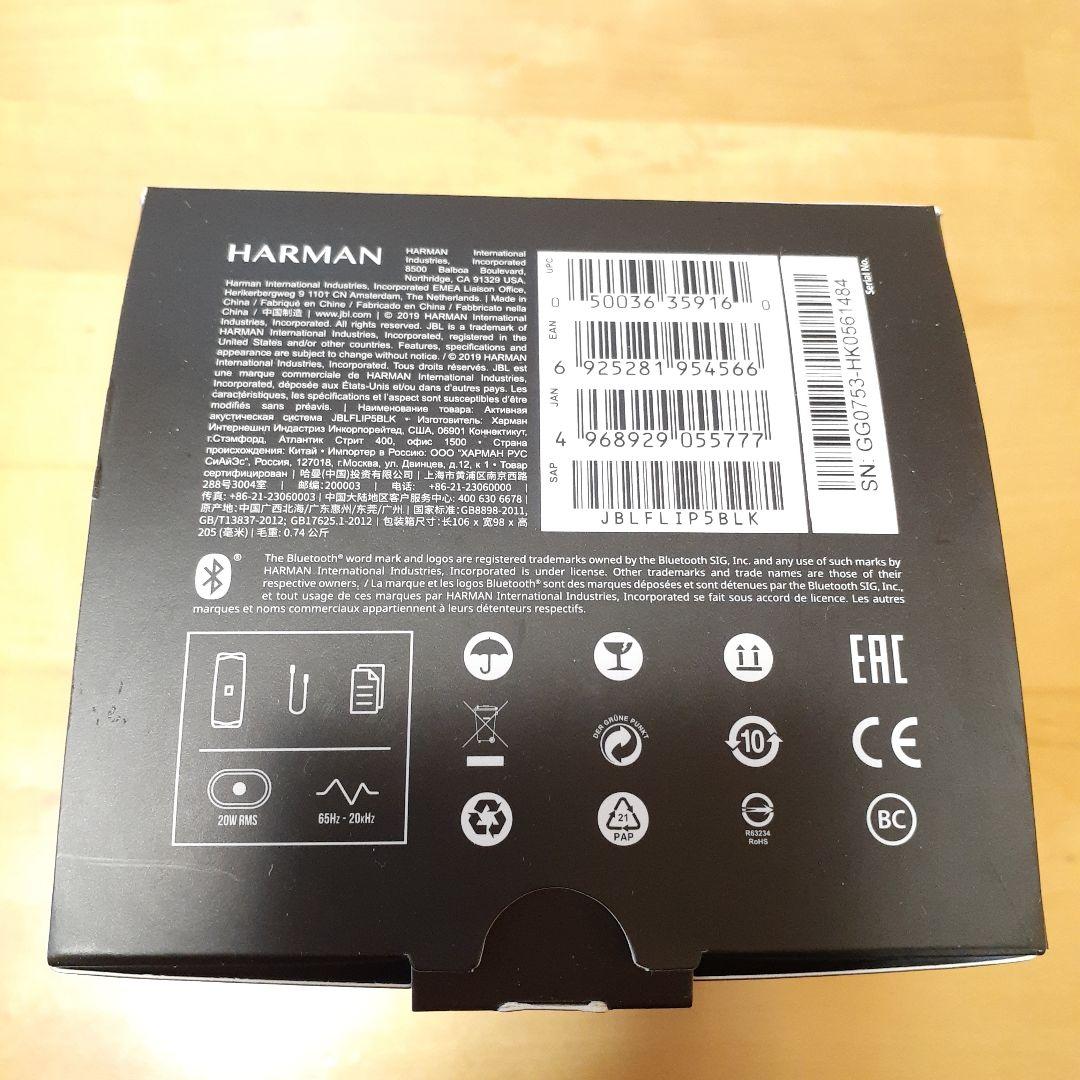 HARMAN
HARMAN International
Industries, Incorporated
8500 Balboa Boulevard,
Northridge, CA 91329 USA.
Harman International Industries, Incorporated EMEA Liaison Office,
Herikerbergweg 9 1101 CN Amsterdam, The Netherlands. | Made in
China / Fabriqué en Chine / Fabricado en China / Fabbricato nella
China / 中国制造 | www.jbl.com | © 2019 HARMAN International
Industries, Incorporated. All rights reserved. JBL is a trademark of
HARMAN International Industries, Incorporated, registered in the
United States and/or other countries. Features, specifications and
appearance are subject to change without notice. / © 2019 HARMAN
International Industries, Incorporated. Tous droits réservés. JBL est
une marque commerciale de HARMAN International Industries,
Incorporated, déposée aux États-Unis et/ou dans d'autres pays. Les
caractéristiques, les spécifications et l'aspect sont susceptibles d'être
modifiés sans préavis. | Наименование товара: Активная
акустическая система JBLFLIP5BLK • Изготовитель: Харман
Интернешнл Индастриз Инкорпорейтед, США, 06901 Коннектикут,
г.Стэмфорд, Атлантик Стрит 400, офис 1500 • Страна
происхождения: Китай • Импортер в Россию: ООО "ХАРМАН РУС
СиАйЭс", Россия, 127018, г.Москва, ул. Двинцев, д.12, к 1 • Товар
сертифицирован | 哈曼(中国)投资有限公司 | 上海市黄浦区南京西路
288号3004室 | 邮编:200003 | 电话: +86-21-23060000 |
传真: +86-21-23060003 | 中国大陆地区客户服务中心: 400 630 6678 |
原产地: 中国广西北海/广东惠州/东莞/广州 | 国家标准:GB8898-2011,
GB/T13837-2012; GB17625.1-2012 | 包装箱尺寸: 长106 x 宽98 x 高
205 (毫米) | 毛重: 0.74 公斤
UPC
0 50036 35916 0
EAN
6 925281 954566
JAN
4 968929 055777
SAP
JBLFLIP5BLK
Serial No.
SN: GG0753-HK0561484
® The Bluetooth® word mark and logos are registered trademarks owned by the Bluetooth SIG, Inc. and any use of such marks by
HARMAN International Industries, Incorporated is under license. Other trademarks and trade names are those of their
respective owners. / La marque et les logos Bluetooth® sont des marques déposées et sont détenues par the Bluetooth SIG, Inc.,
et tout usage de ces marques par HARMAN International Industries, Incorporated se fait sous accord de licence. Les autres
marques et noms commerciaux appartiennent à leurs détenteurs respectifs.
20W RMS
65Hz - 20kHz
EAC
DER GRÜNE PUNKT
10
CE
21
PAP
R63234
RoHS
BC